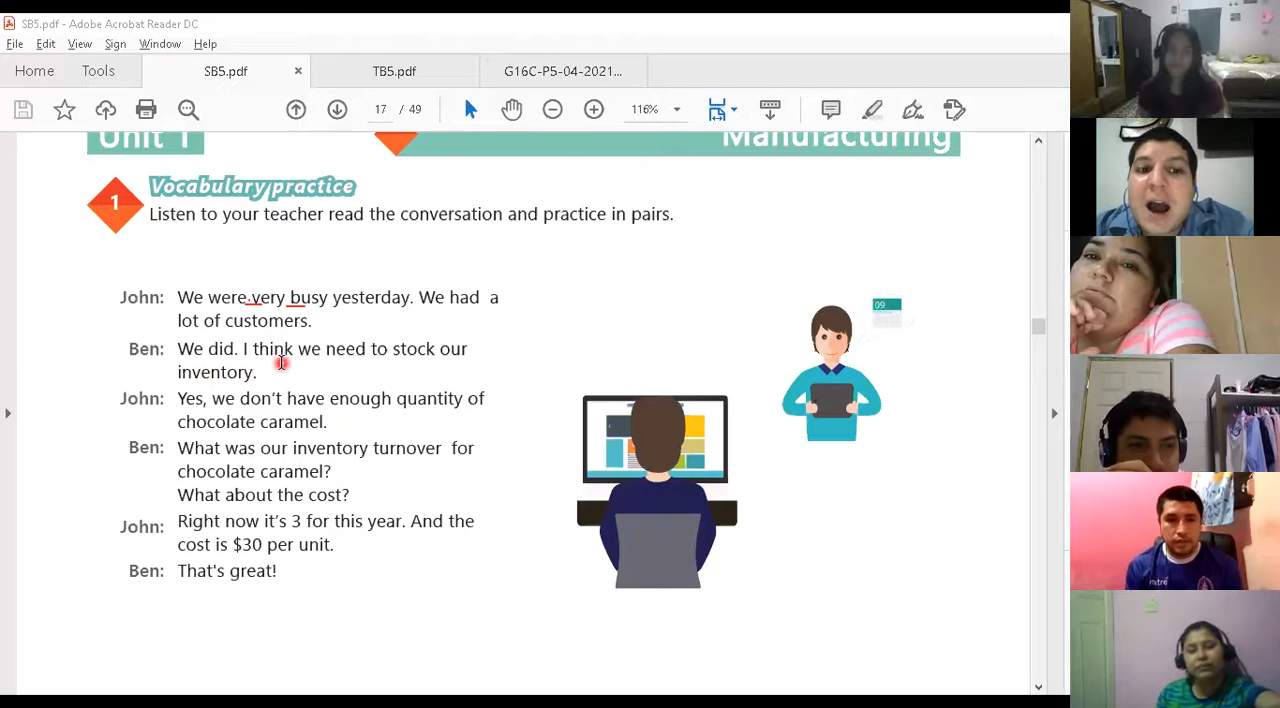 SB5.pdf - Adobe Acrobat Reader DC
File Edit View Sign Window Help
Home Tools SB5.pdf × TB5.pdf G16C-P5-04-2021...
17 / 49 116%
Unit 1 Manufacturing
1 Vocabulary practice
Listen to your teacher read the conversation and practice in pairs.
John: We were very busy yesterday. We had a
lot of customers.
Ben: We did. I think we need to stock our
inventory.
John: Yes, we don't have enough quantity of
chocolate caramel.
Ben: What was our inventory turnover for
chocolate caramel?
What about the cost?
John: Right now it's 3 for this year. And the
cost is $30 per unit.
Ben: That's great!
09